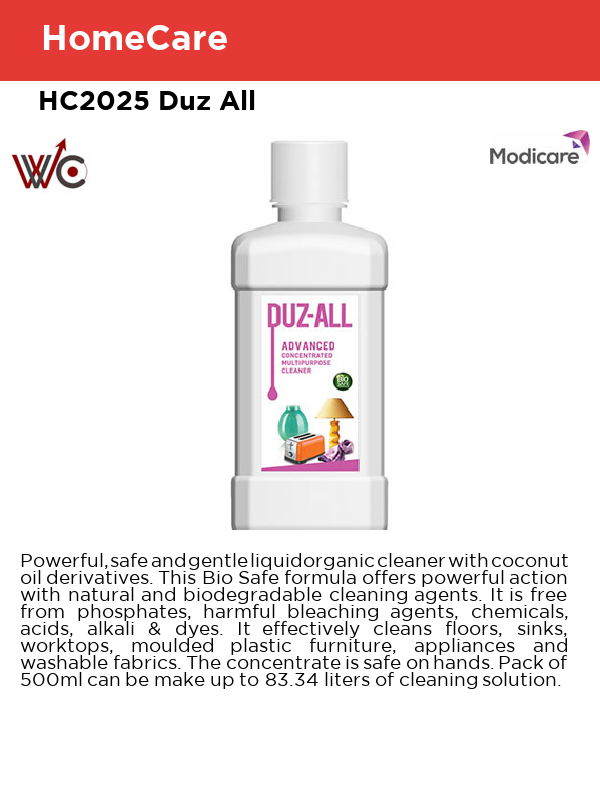 HomeCare
HC2025 Duz All
WC
Modicare
DUZ-ALL
ADVANCED
CONCENTRATED
MULTIPURPOSE
CLEANER
BIO
SAFE
Powerful, safe and gentle liquid organic cleaner with coconut
oil derivatives. This Bio Safe formula offers powerful action
with natural and biodegradable cleaning agents. It is free
from phosphates, harmful bleaching agents, chemicals,
acids, alkali & dyes. It effectively cleans floors, sinks,
worktops, moulded plastic furniture, appliances and
washable fabrics. The concentrate is safe on hands. Pack of
500ml can be make up to 83.34 liters of cleaning solution.